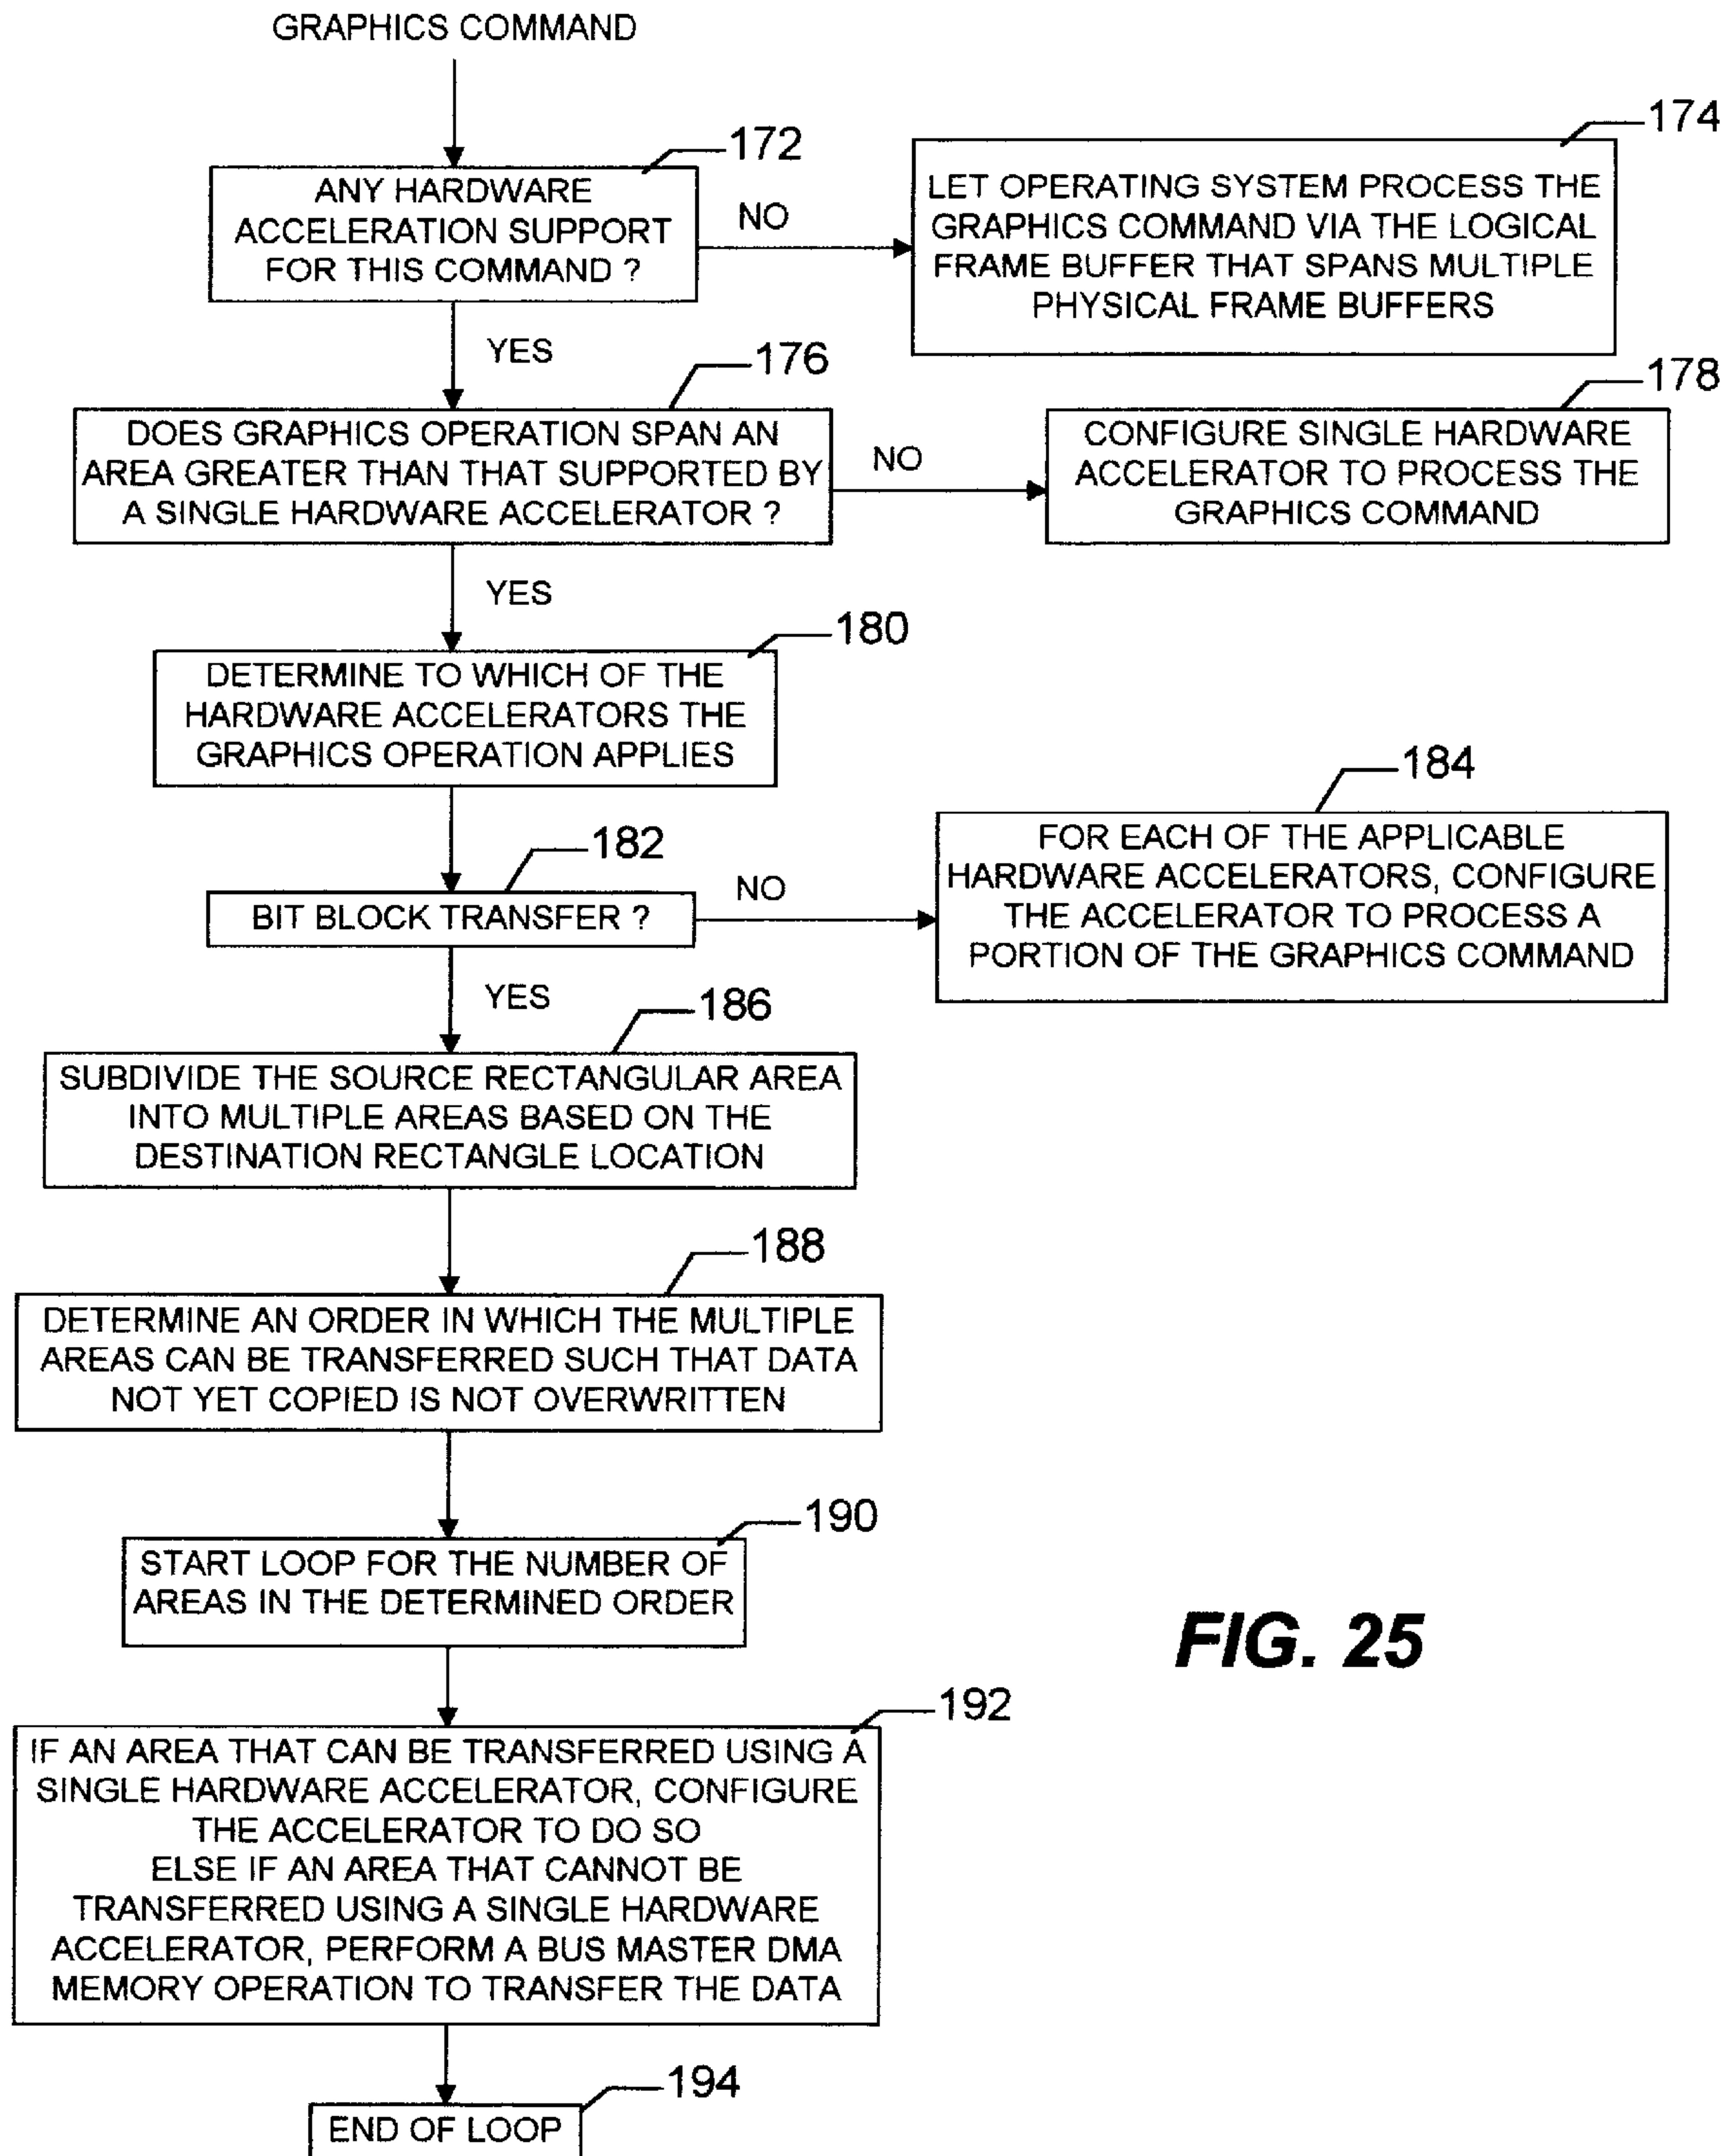 GRAPHICS COMMAND
172
ANY HARDWARE
ACCELERATION SUPPORT
FOR THIS COMMAND ?
NO
174
LET OPERATING SYSTEM PROCESS THE
GRAPHICS COMMAND VIA THE LOGICAL
FRAME BUFFER THAT SPANS MULTIPLE
PHYSICAL FRAME BUFFERS
YES
176
DOES GRAPHICS OPERATION SPAN AN
AREA GREATER THAN THAT SUPPORTED BY
A SINGLE HARDWARE ACCELERATOR ?
NO
178
CONFIGURE SINGLE HARDWARE
ACCELERATOR TO PROCESS THE
GRAPHICS COMMAND
YES
180
DETERMINE TO WHICH OF THE
HARDWARE ACCELERATORS THE
GRAPHICS OPERATION APPLIES
182
BIT BLOCK TRANSFER ?
NO
184
FOR EACH OF THE APPLICABLE
HARDWARE ACCELERATORS, CONFIGURE
THE ACCELERATOR TO PROCESS A
PORTION OF THE GRAPHICS COMMAND
YES
186
SUBDIVIDE THE SOURCE RECTANGULAR AREA
INTO MULTIPLE AREAS BASED ON THE
DESTINATION RECTANGLE LOCATION
188
DETERMINE AN ORDER IN WHICH THE MULTIPLE
AREAS CAN BE TRANSFERRED SUCH THAT DATA
NOT YET COPIED IS NOT OVERWRITTEN
190
START LOOP FOR THE NUMBER OF
AREAS IN THE DETERMINED ORDER
FIG. 25
192
IF AN AREA THAT CAN BE TRANSFERRED USING A
SINGLE HARDWARE ACCELERATOR, CONFIGURE
THE ACCELERATOR TO DO SO
ELSE IF AN AREA THAT CANNOT BE
TRANSFERRED USING A SINGLE HARDWARE
ACCELERATOR, PERFORM A BUS MASTER DMA
MEMORY OPERATION TO TRANSFER THE DATA
194
END OF LOOP